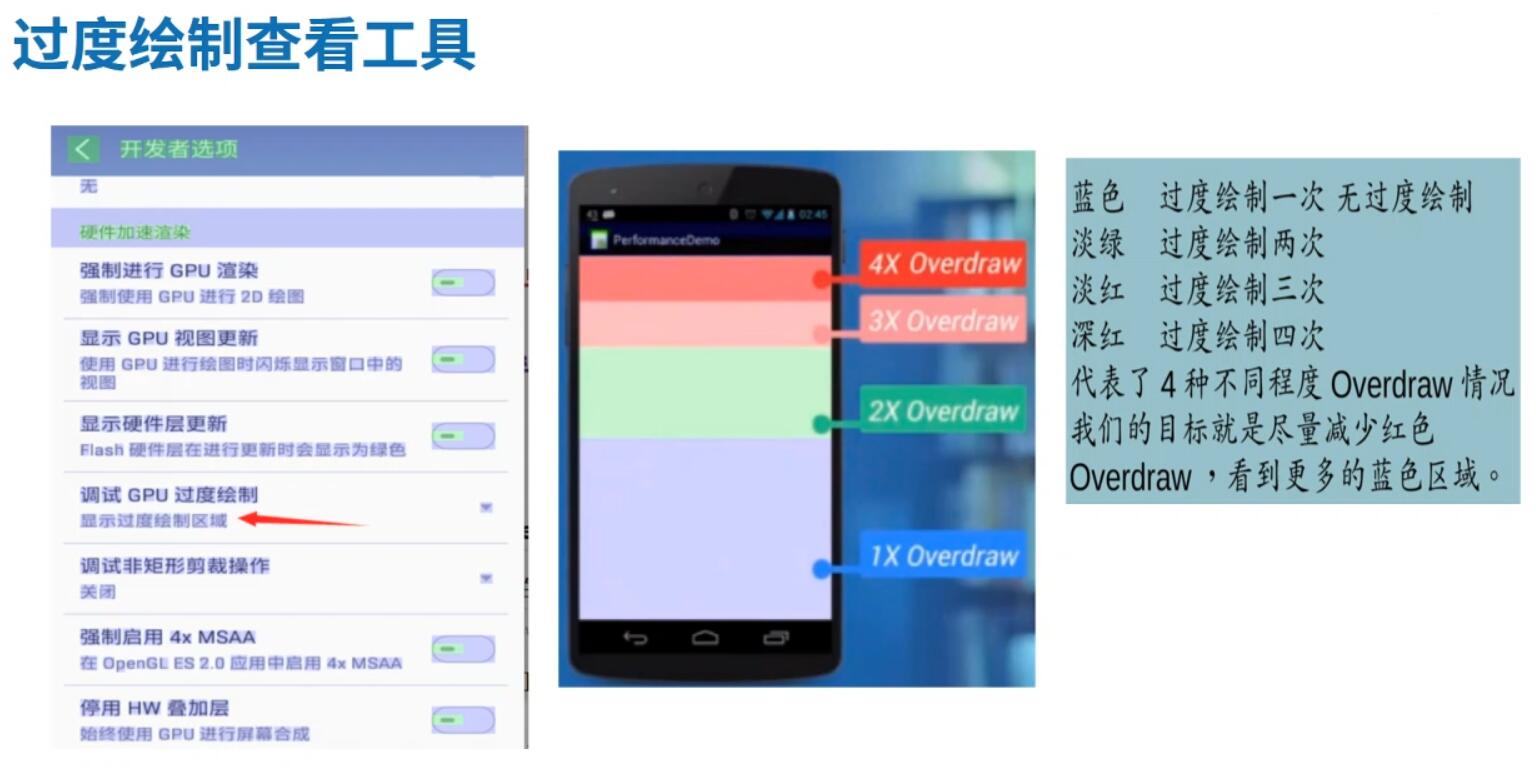 过度绘制查看工具
开发者选项
无
硬件加速渲染
强制进行 GPU 渲染
强制使用 GPU 进行 2D 绘图
显示 GPU 视图更新
使用 GPU 进行绘图时闪烁显示窗口中的
视图
显示硬件层更新
Flash 硬件层在进行更新时会显示为绿色
调试 GPU 过度绘制
显示过度绘制区域
调试非矩形剪裁操作
关闭
强制启用 4x MSAA
在 OpenGL ES 2.0 应用中启用 4x MSAA
停用 HW 叠加层
始终使用 GPU 进行屏幕合成
02:45
PerformanceDemo
4X Overdraw
3X Overdraw
2X Overdraw
1X Overdraw
蓝色 过度绘制一次 无过度绘制
淡绿 过度绘制两次
淡红 过度绘制三次
深红 过度绘制四次
代表了 4 种不同程度 Overdraw 情况
我们的目标就是尽量减少红色
Overdraw ，看到更多的蓝色区域。